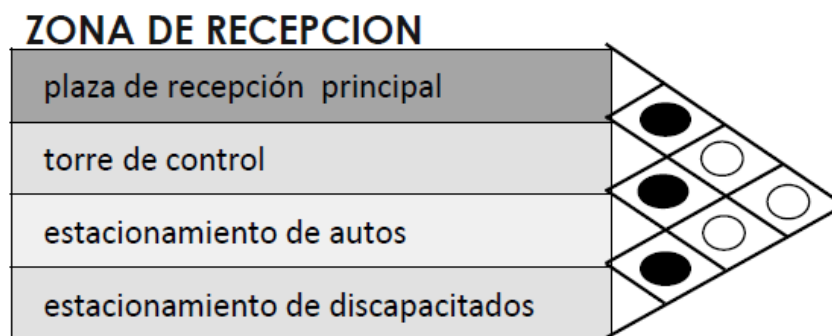 ZONA DE RECEPCION
plaza de recepción principal
torre de control
estacionamiento de autos
estacionamiento de discapacitados